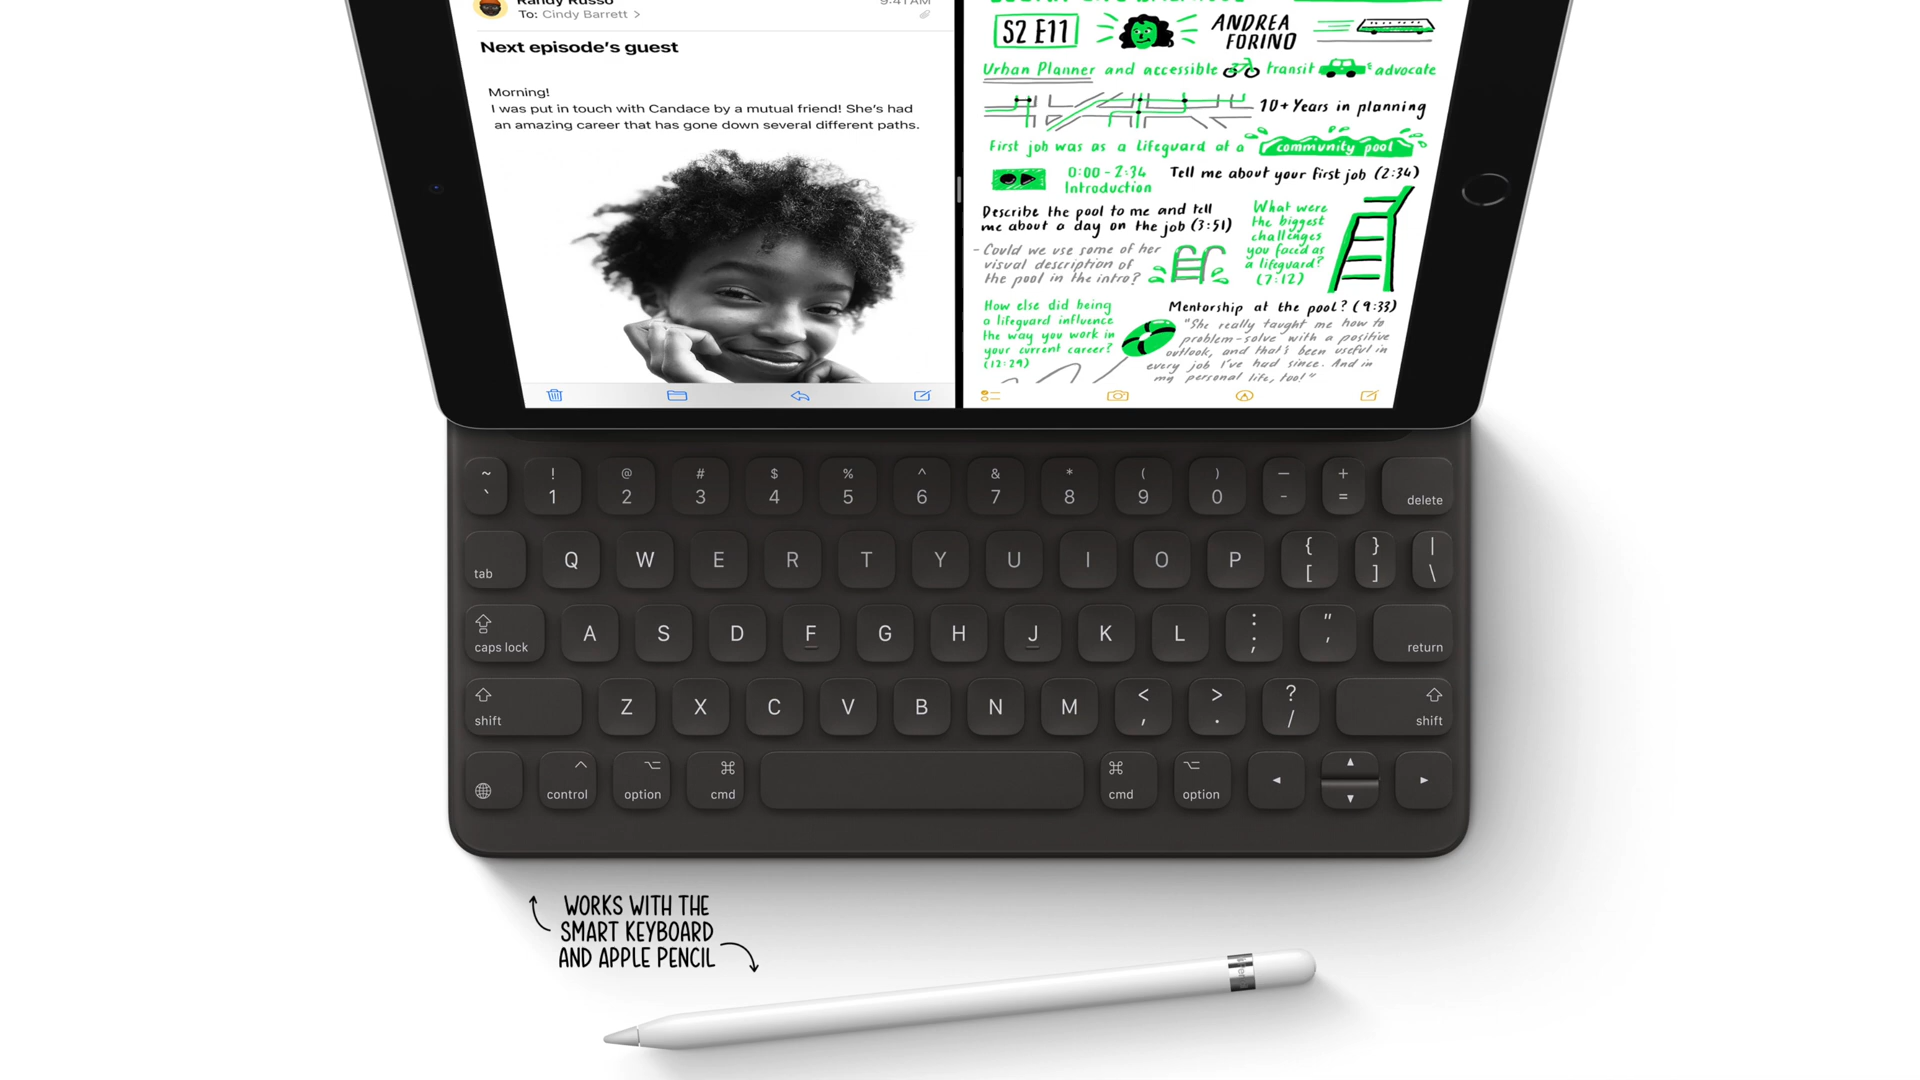 Randy Russo
9:41 AM
To: Cindy Barrett >
Next episode's guest
Morning!
I was put in touch with Candace by a mutual friend! She's had
an amazing career that has gone down several different paths.
S2 E11
ANDREA
FORINO
Urban Planner and accessible transit advocate
10+ Years in planning
First job was as a lifeguard at a community pool
0:00 - 2:34
Introduction
Tell me about your first job (2:34)
Describe the pool to me and tell
me about a day on the job (3:51)
- Could we use some of her
visual description of
the pool in the intro?
What were
the biggest
challenges
you faced as
a lifeguard?
(7:12)
How else did being
a lifeguard influence
the way you work in
your current career?
(12:29)
Mentorship at the pool? (9:33)
"She really taught me how to
problem-solve with a positive
outlook, and that's been useful in
every job I've had since. And in
my personal life, too!"
~ ! @ # $ % ^ & * ( ) — +
` 1 2 3 4 5 6 7 8 9 0 - = delete
tab Q W E R T Y U I O P { [ } ] | \
caps lock A S D F G H J K L : ; " ' return
shift Z X C V B N M < , > . ? / shift
control option cmd cmd option
WORKS WITH THE
SMART KEYBOARD
AND APPLE PENCIL